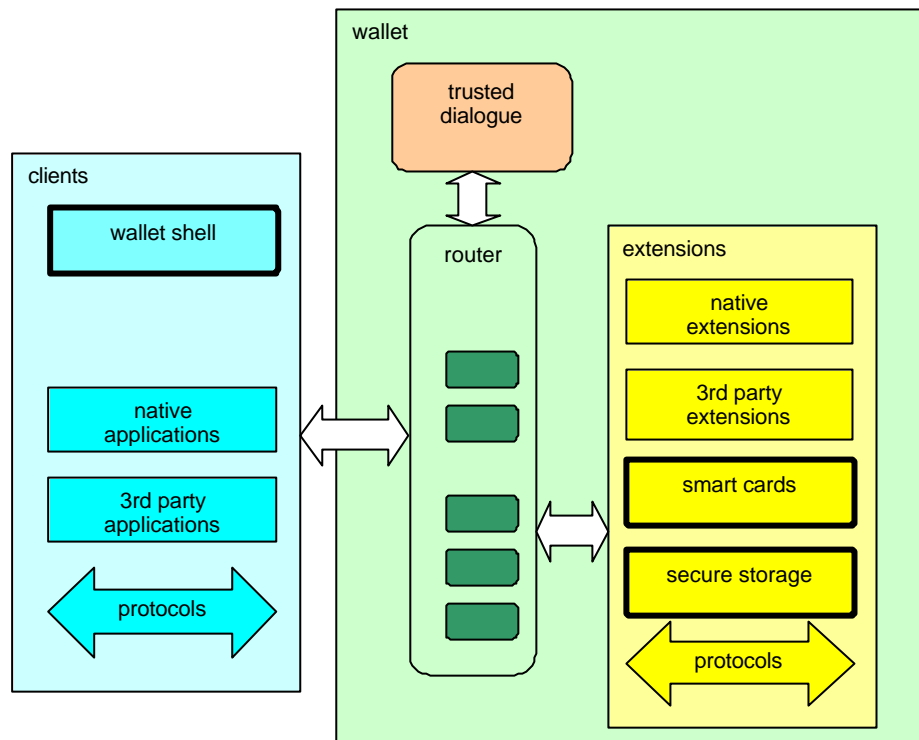 wallet
trusted
dialogue
clients
wallet shell
native
applications
3rd party
applications
protocols
router
extensions
native
extensions
3rd party
extensions
smart cards
secure storage
protocols